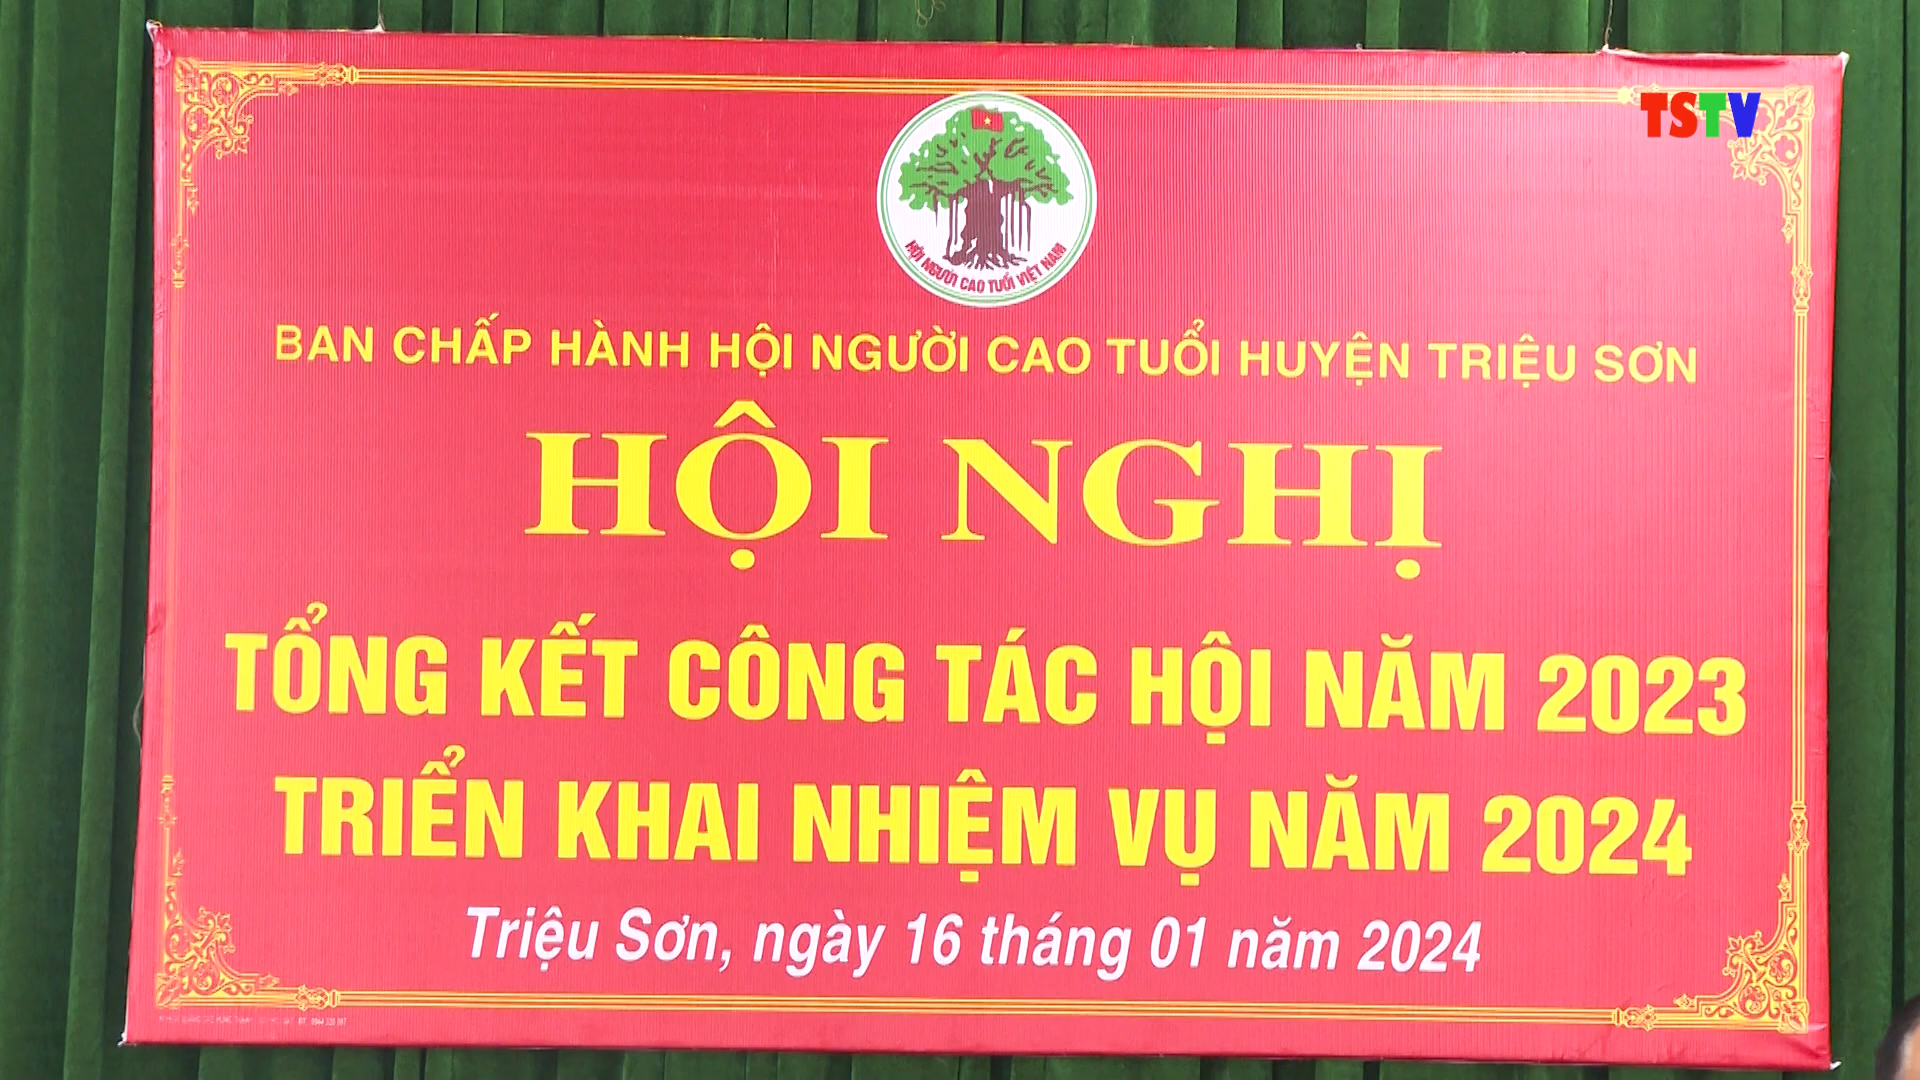 TSTV
HỘI NGƯỜI CAO TUỔI VIỆT NAM
BAN CHẤP HÀNH HỘI NGƯỜI CAO TUỔI HUYỆN TRIỆU SƠN
HỘI NGHỊ
TỔNG KẾT CÔNG TÁC HỘI NĂM 2023
TRIỂN KHAI NHIỆM VỤ NĂM 2024
Triệu Sơn, ngày 16 tháng 01 năm 2024